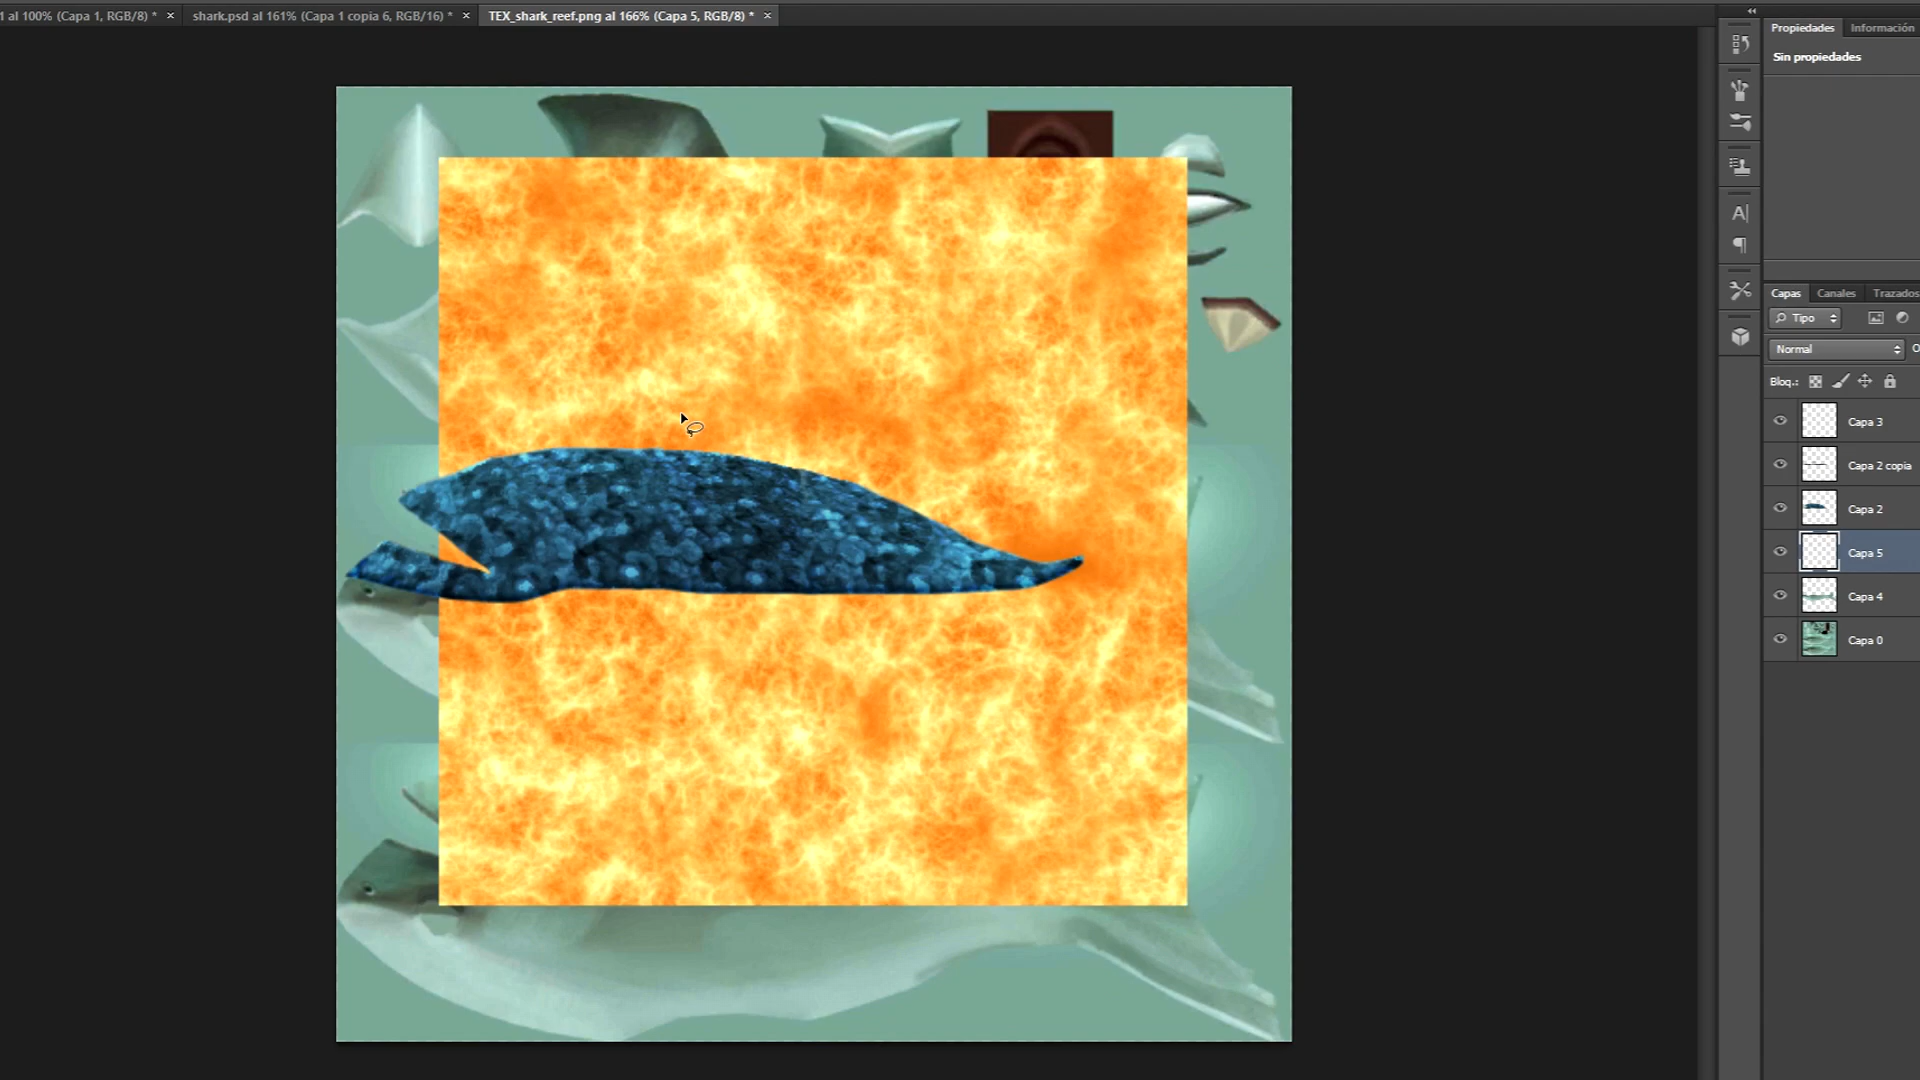 1 al 100% (Capa 1, RGB/8) *
shark.psd al 161% (Capa 1 copia 6, RGB/16) *
TEX_shark_reef.png al 166% (Capa 5, RGB/8) *
Propiedades
Información
Sin propiedades
Capas
Canales
Trazados
Tipo
Normal
O
Bloq.:
Capa 3
Capa 2 copia
Capa 2
Capa 5
Capa 4
Capa 0